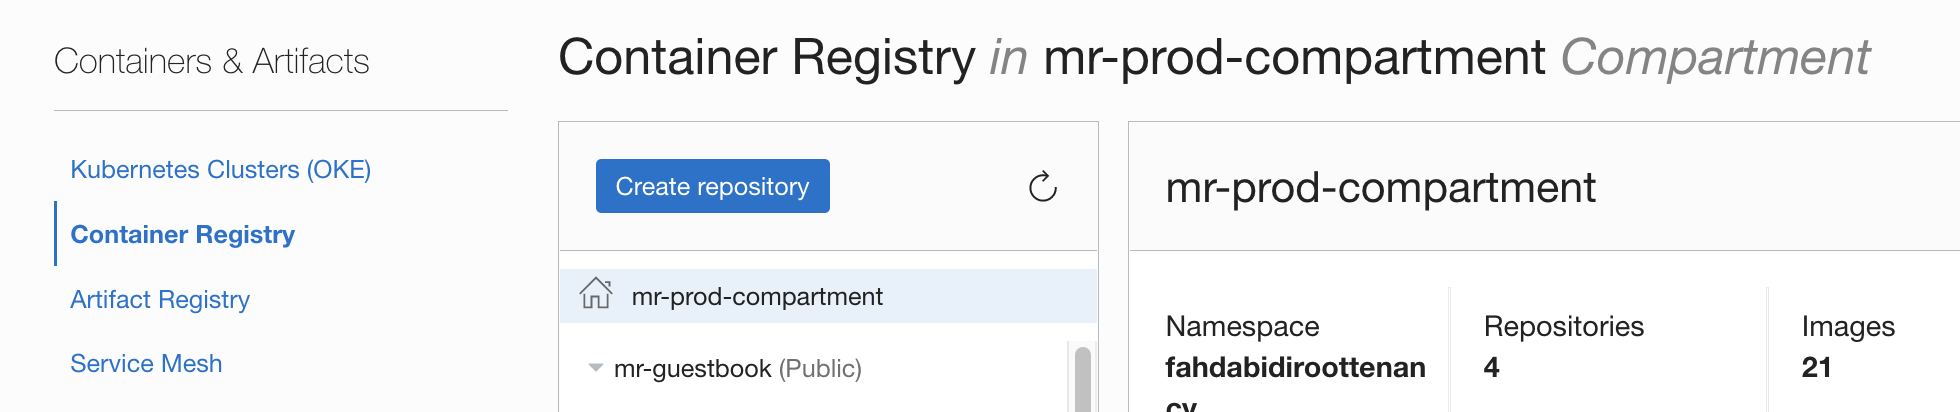 Containers & Artifacts
Kubernetes Clusters (OKE)
Container Registry
Artifact Registry
Service Mesh
Container Registry in mr-prod-compartment Compartment
Create repository
mr-prod-compartment
mr-guestbook (Public)
mr-prod-compartment
Namespace
fahdabidiroottenan
cy
Repositories
4
Images
21